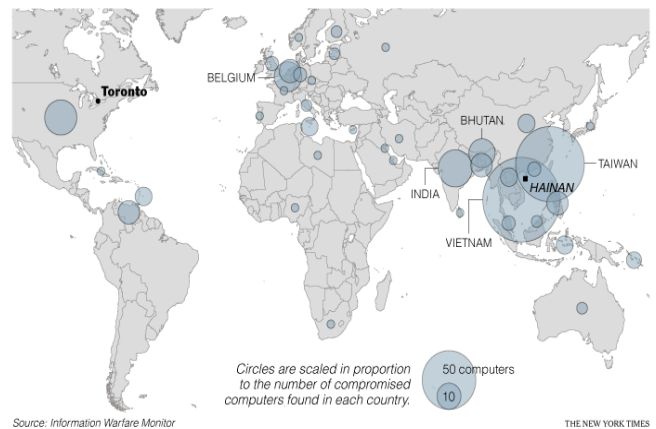 BELGIUM
Toronto
BHUTAN
TAIWAN
HAINAN
INDIA
VIETNAM
Circles are scaled in proportion
to the number of compromised
computers found in each country.
50 computers
10
Source: Information Warfare Monitor
THE NEW YORK TIMES